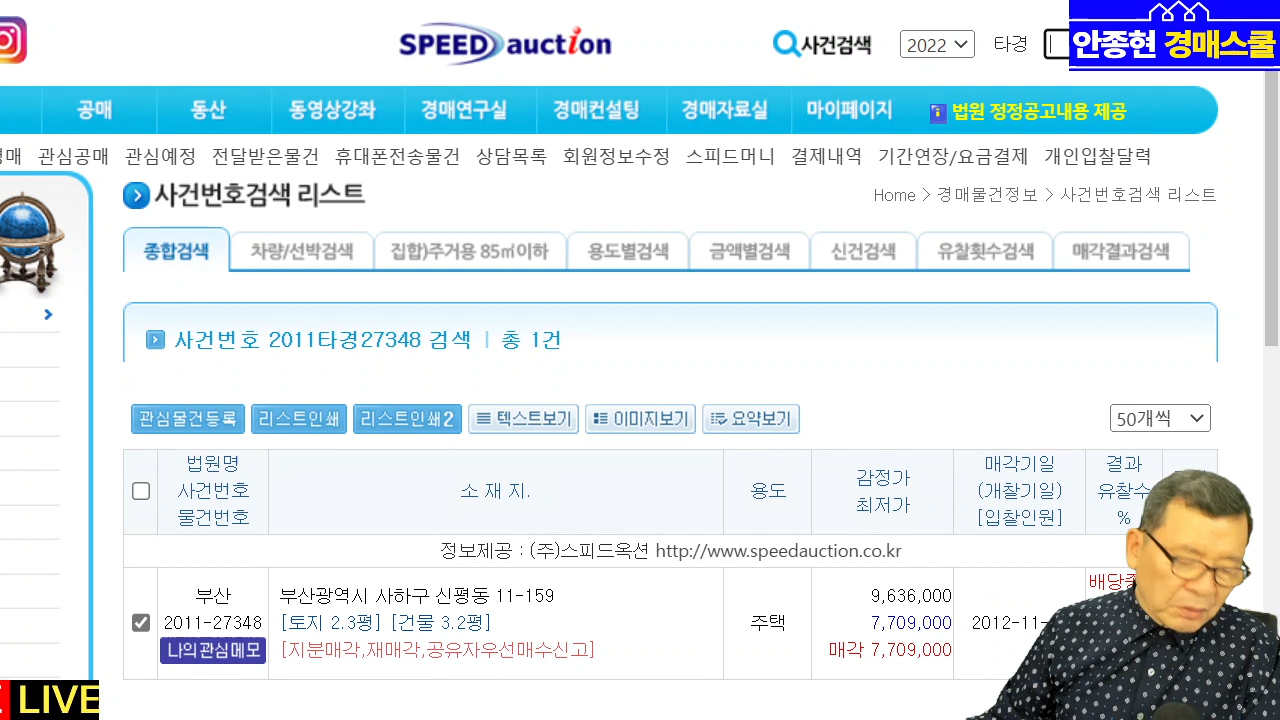 SPEED auction
사건검색
2022
타경
안종현 경매스쿨
공매 동산 동영상강좌 경매연구실 경매컨설팅 경매자료실 마이페이지 법원 정정공고내용 제공
관심공매 관심예정 전달받은물건 휴대폰전송물건 상담목록 회원정보수정 스피드머니 결제내역 기간연장/요금결제 개인입찰달력
사건번호검색 리스트
Home > 경매물건정보 > 사건번호검색 리스트
종합검색 차량/선박검색 집합)주거용 85㎡이하 용도별검색 금액별검색 신건검색 유찰횟수검색 매각결과검색
사건번호 2011타경27348 검색 | 총 1건
관심물건등록 리스트인쇄 리스트인쇄2 텍스트보기 이미지보기 요약보기
50개씩
법원명
사건번호
물건번호
소 재 지.
용도
감정가
최저가
매각기일
(개찰기일)
[입찰인원]
결과
유찰수
%
정보제공 : (주)스피드옥션 http://www.speedauction.co.kr
부산
2011-27348
나의관심메모
부산광역시 사하구 신평동 11-159
[토지 2.3평] [건물 3.2평]
[지분매각,재매각,공유자우선매수신고]
주택
9,636,000
7,709,000
매각 7,709,000
2012-11-
LIVE